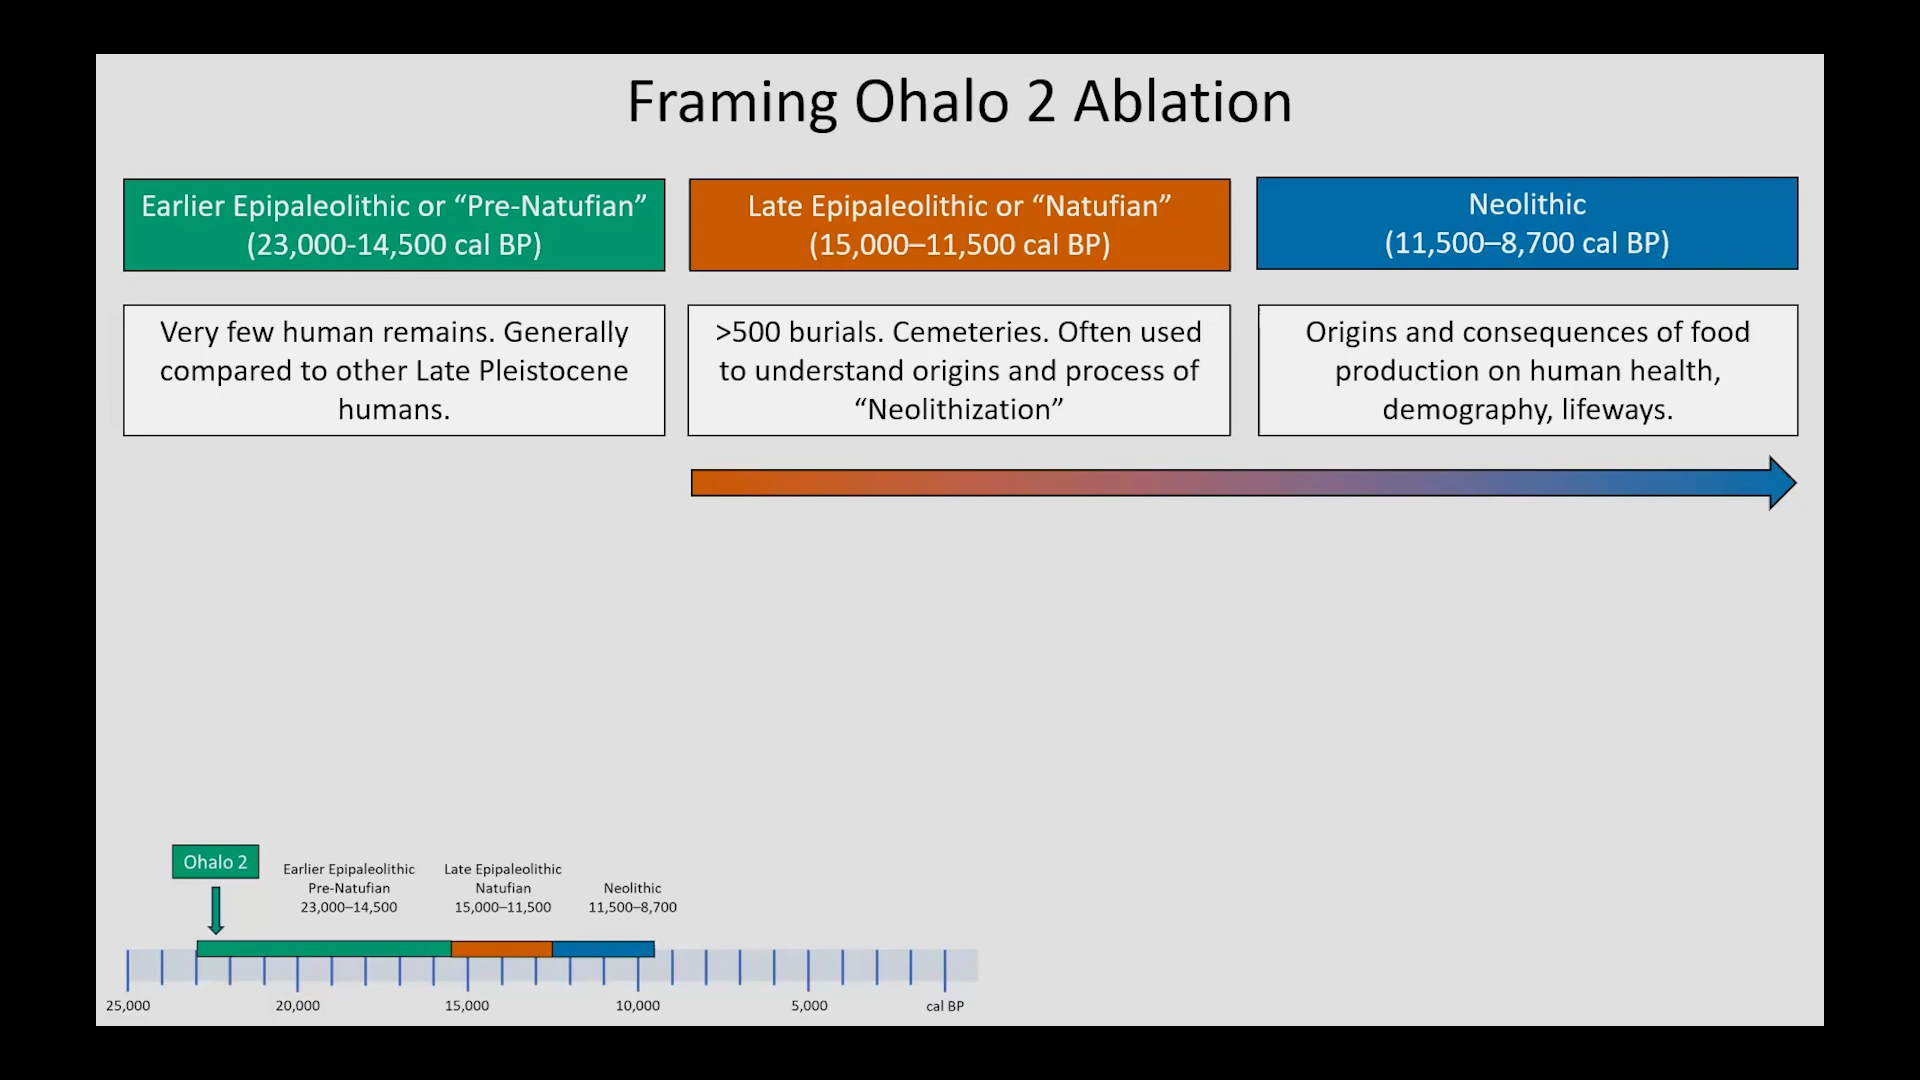 Framing Ohalo 2 Ablation
Earlier Epipaleolithic or “Pre-Natufian”
(23,000-14,500 cal BP)
Late Epipaleolithic or “Natufian”
(15,000–11,500 cal BP)
Neolithic
(11,500–8,700 cal BP)
Very few human remains. Generally
compared to other Late Pleistocene
humans.
>500 burials. Cemeteries. Often used
to understand origins and process of
“Neolithization”
Origins and consequences of food
production on human health,
demography, lifeways.
Ohalo 2
Earlier Epipaleolithic
Pre-Natufian
23,000–14,500
Late Epipaleolithic
Natufian
15,000–11,500
Neolithic
11,500–8,700
25,000
20,000
15,000
10,000
5,000
cal BP